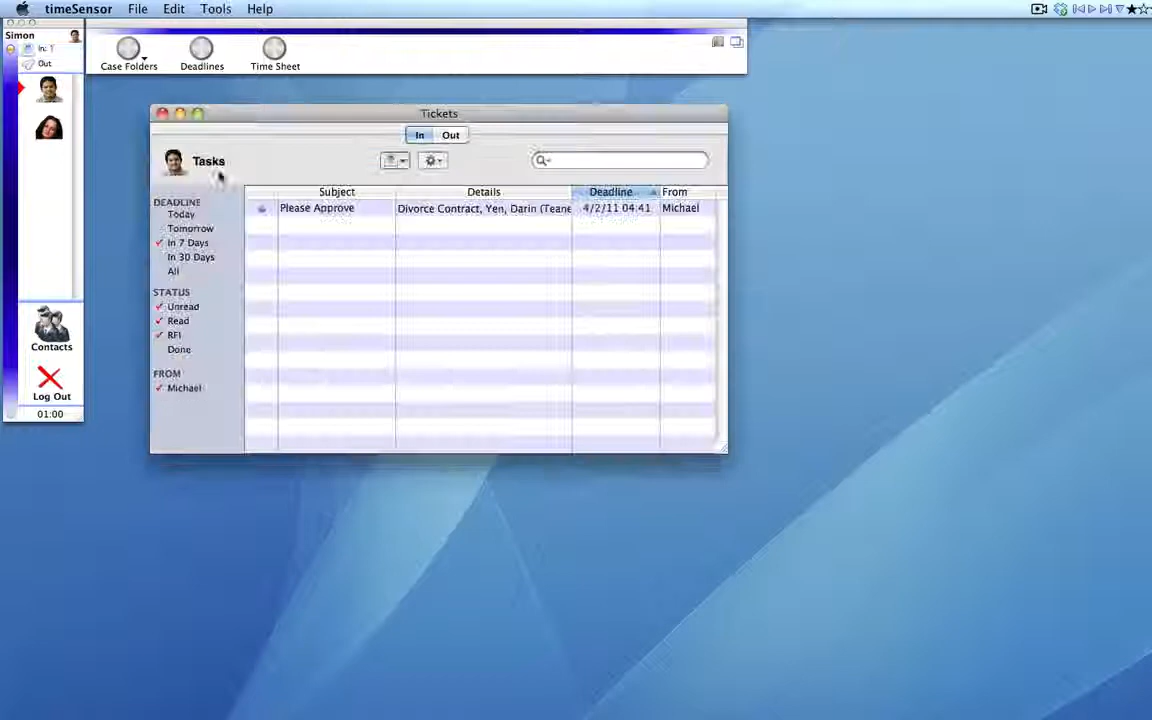 timeSensor File Edit Tools Help
Simon
In: 1
Out
Case Folders Deadlines Time Sheet
Contacts
Log Out
01:00
Tickets
In Out
Tasks
DEADLINE
Today
Tomorrow
✓ In 7 Days
In 30 Days
All
STATUS
✓ Unread
✓ Read
✓ RFI
Done
FROM
✓ Michael
Subject Details Deadline From
Please Approve Divorce Contract, Yen, Darin (Teane 4/2/11 04:41 Michael